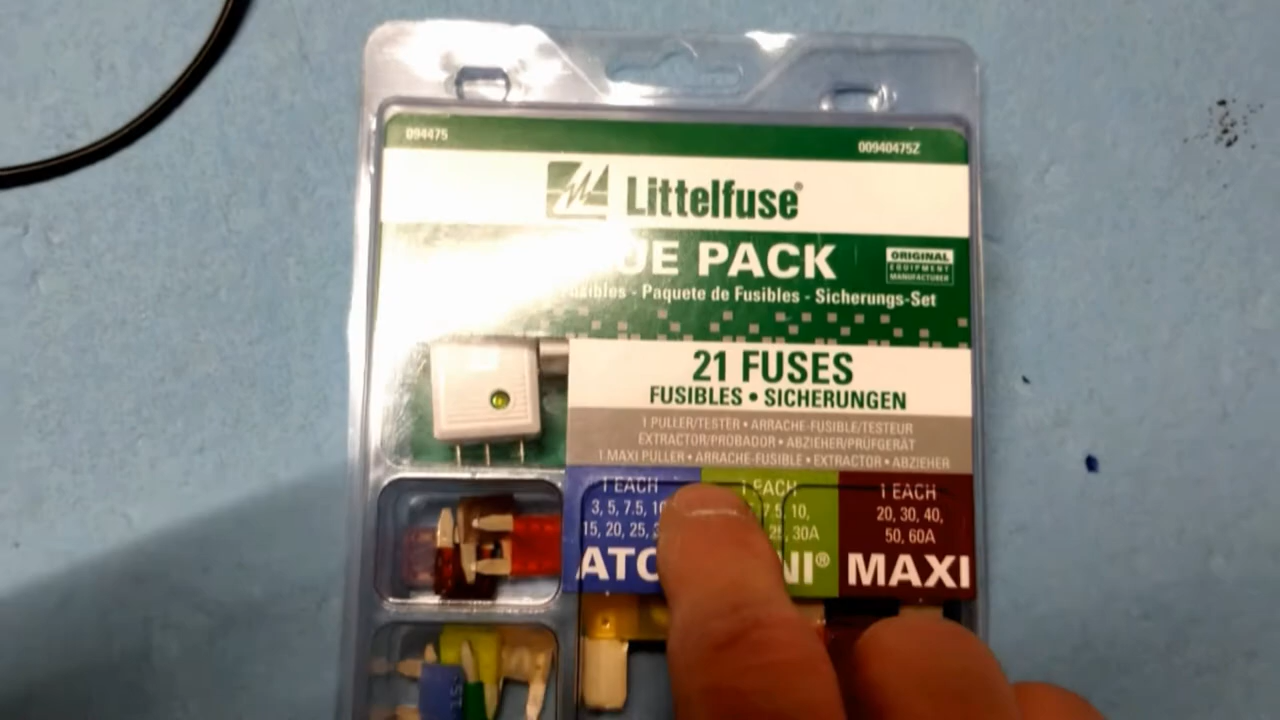 094475
00940475Z
Littelfuse®
UE PACK
ORIGINAL
EQUIPMENT
MANUFACTURER
Fusibles - Paquete de Fusibles - Sicherungs-Set
21 FUSES
FUSIBLES • SICHERUNGEN
1 PULLER/TESTER • ARRACHE-FUSIBLE/TESTEUR
EXTRACTOR/PROBADOR • ABZIEHER/PRÜFGERÄT
1 MAXI PULLER • ARRACHE-FUSIBLE • EXTRACTOR • ABZIEHER
1 EACH
3, 5, 7.5, 10
15, 20, 25, 3
ATO
1 EACH
7.5, 10,
25, 30A
NI®
1 EACH
20, 30, 40,
50, 60A
MAXI